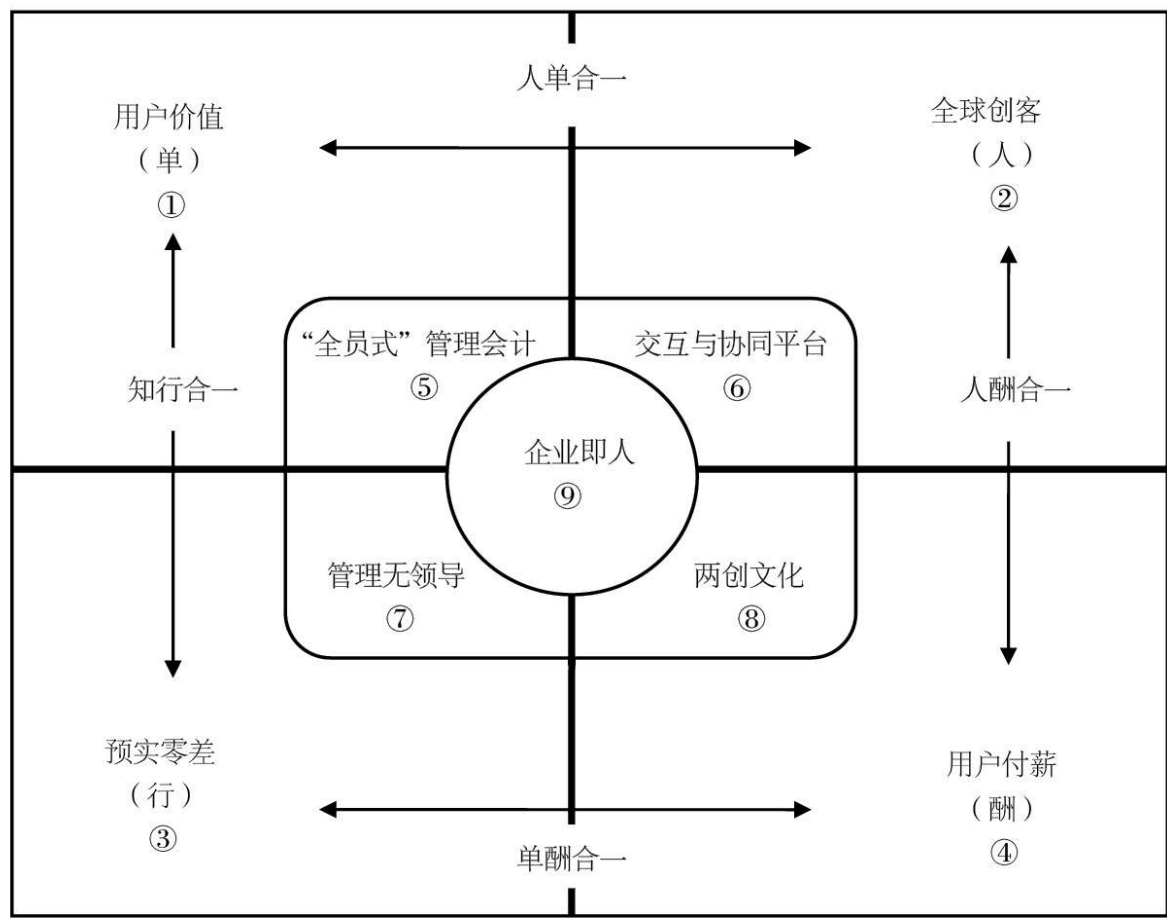 人单合一
用户价值
（单）
①
全球创客
（人）
②
“全员式”管理会计
⑤
交互与协同平台
⑥
知行合一
人酬合一
企业即人
⑨
管理无领导
⑦
两创文化
⑧
预实零差
（行）
③
用户付薪
（酬）
④
单酬合一